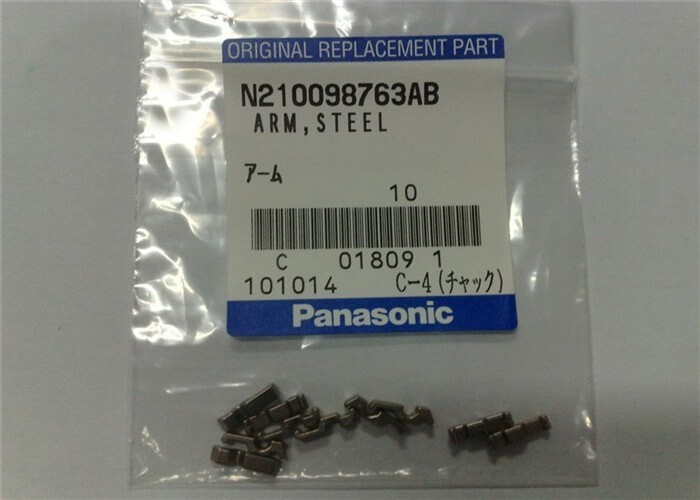 ORIGINAL REPLACEMENT PART
N210098763AB
ARM,STEEL
アーム
10
C 01809 1
101014 C-4(チャック)
Panasonic